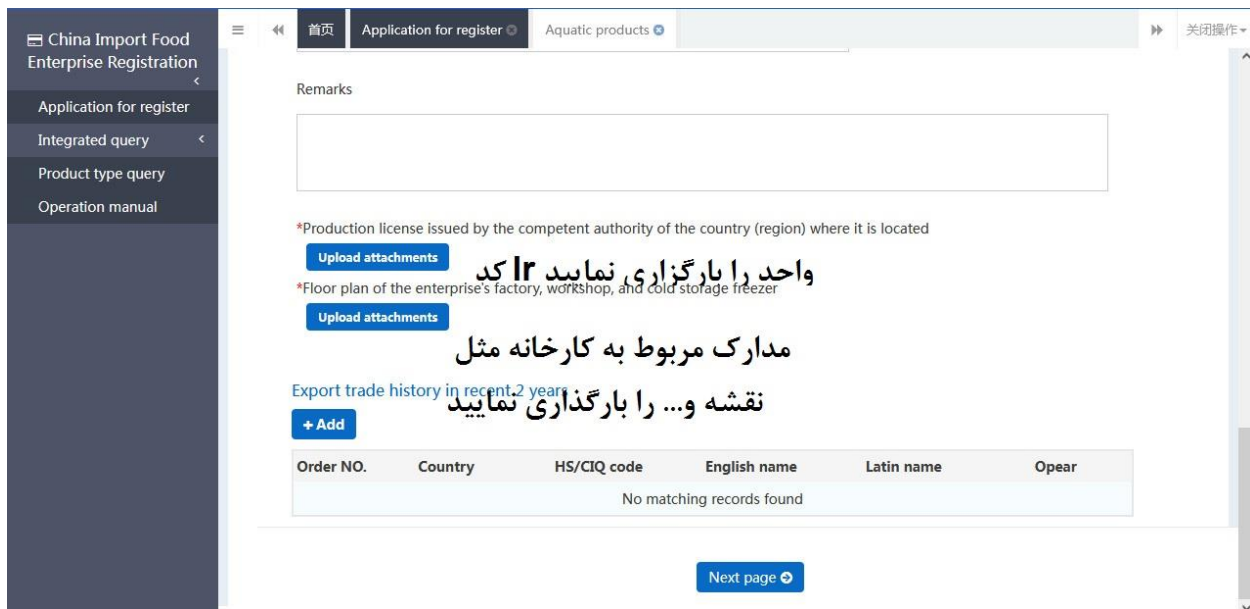 China Import Food
Enterprise Registration
Application for register
Integrated query
Product type query
Operation manual
首页
Application for register
Aquatic products
关闭操作
Remarks
*Production license issued by the competent authority of the country (region) where it is located
Upload attachments
کد Ir واحد را بارگزاری نمایید
*Floor plan of the enterprise's factory, workshop, and cold storage freezer
Upload attachments
مدارک مربوط به کارخانه مثل
Export trade history in recent 2 years
نقشه و... را بارگذاری نمایید
+ Add
Order NO. Country HS/CIQ code English name Latin name Opear
No matching records found
Next page